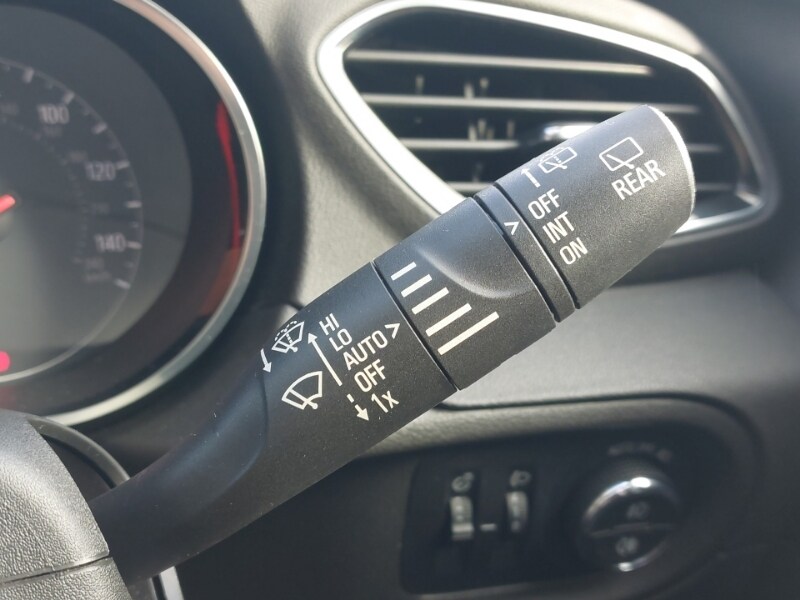 100
120
140
HI
LO
AUTO >
OFF
1x
>
OFF
INT
ON
REAR